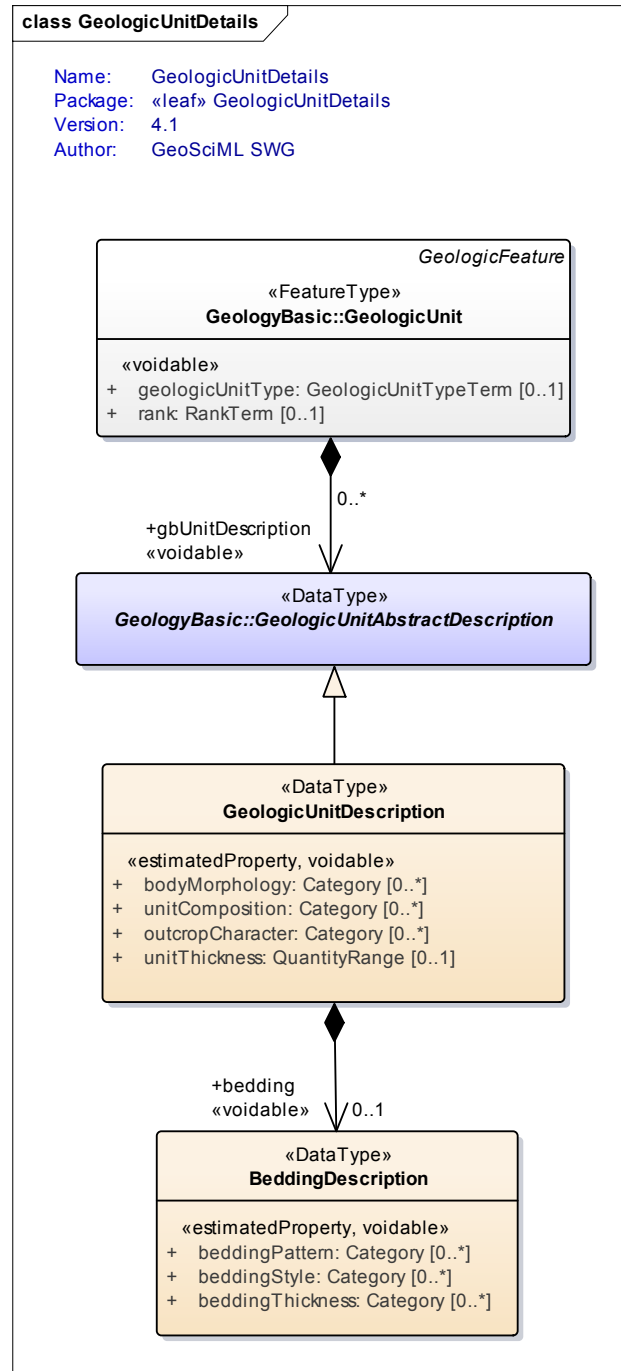 class GeologicUnitDetails
Name: GeologicUnitDetails
Package: «leaf» GeologicUnitDetails
Version: 4.1
Author: GeoSciML SWG
GeologicFeature
«FeatureType»
GeologyBasic::GeologicUnit
«voidable»
+ geologicUnitType: GeologicUnitTypeTerm [0..1]
+ rank: RankTerm [0..1]
0..*
+gbUnitDescription
«voidable»
«DataType»
GeologyBasic::GeologicUnitAbstractDescription
«DataType»
GeologicUnitDescription
«estimatedProperty, voidable»
+ bodyMorphology: Category [0..*]
+ unitComposition: Category [0..*]
+ outcropCharacter: Category [0..*]
+ unitThickness: QuantityRange [0..1]
+bedding
«voidable» 0..1
«DataType»
BeddingDescription
«estimatedProperty, voidable»
+ beddingPattern: Category [0..*]
+ beddingStyle: Category [0..*]
+ beddingThickness: Category [0..*]